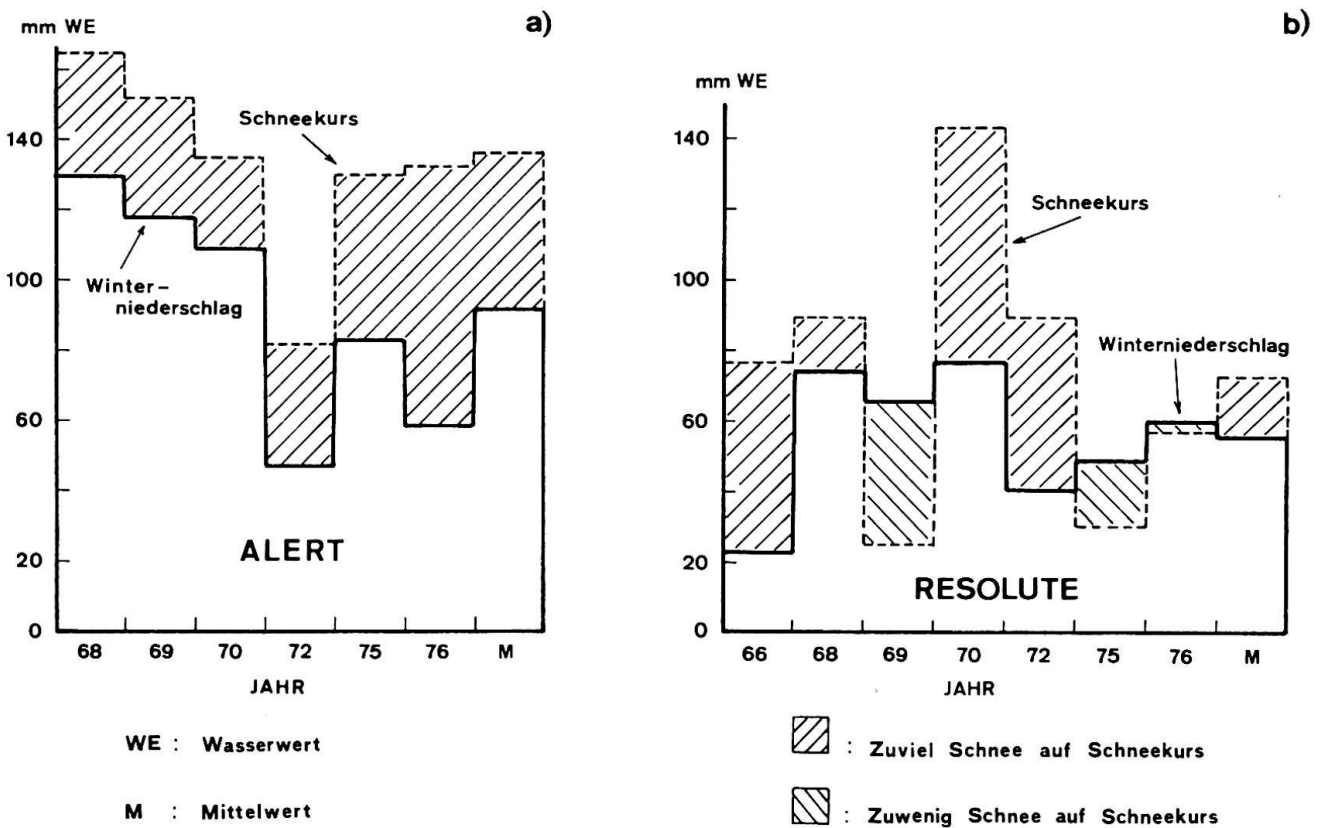 a)
mm WE
140
100
60
20
0
Schneekurs
Winter–
niederschlag
ALERT
68 69 70 72 75 76 M
JAHR
WE : Wasserwert
M : Mittelwert
b)
mm WE
140
100
60
20
0
Schneekurs
Winterniederschlag
RESOLUTE
66 68 69 70 72 75 76 M
JAHR
: Zuviel Schnee auf Schneekurs
: Zuwenig Schnee auf Schneekurs